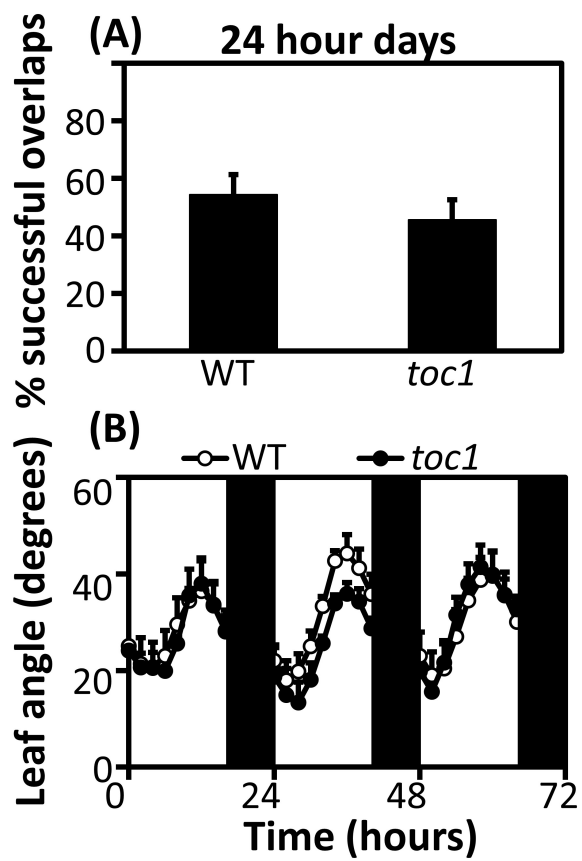 (A) 24 hour days
% successful overlaps
80
60
40
20
0
WT toc1
(B)
WT toc1
Leaf angle (degrees)
60
40
20
0
0 24 48 72
Time (hours)